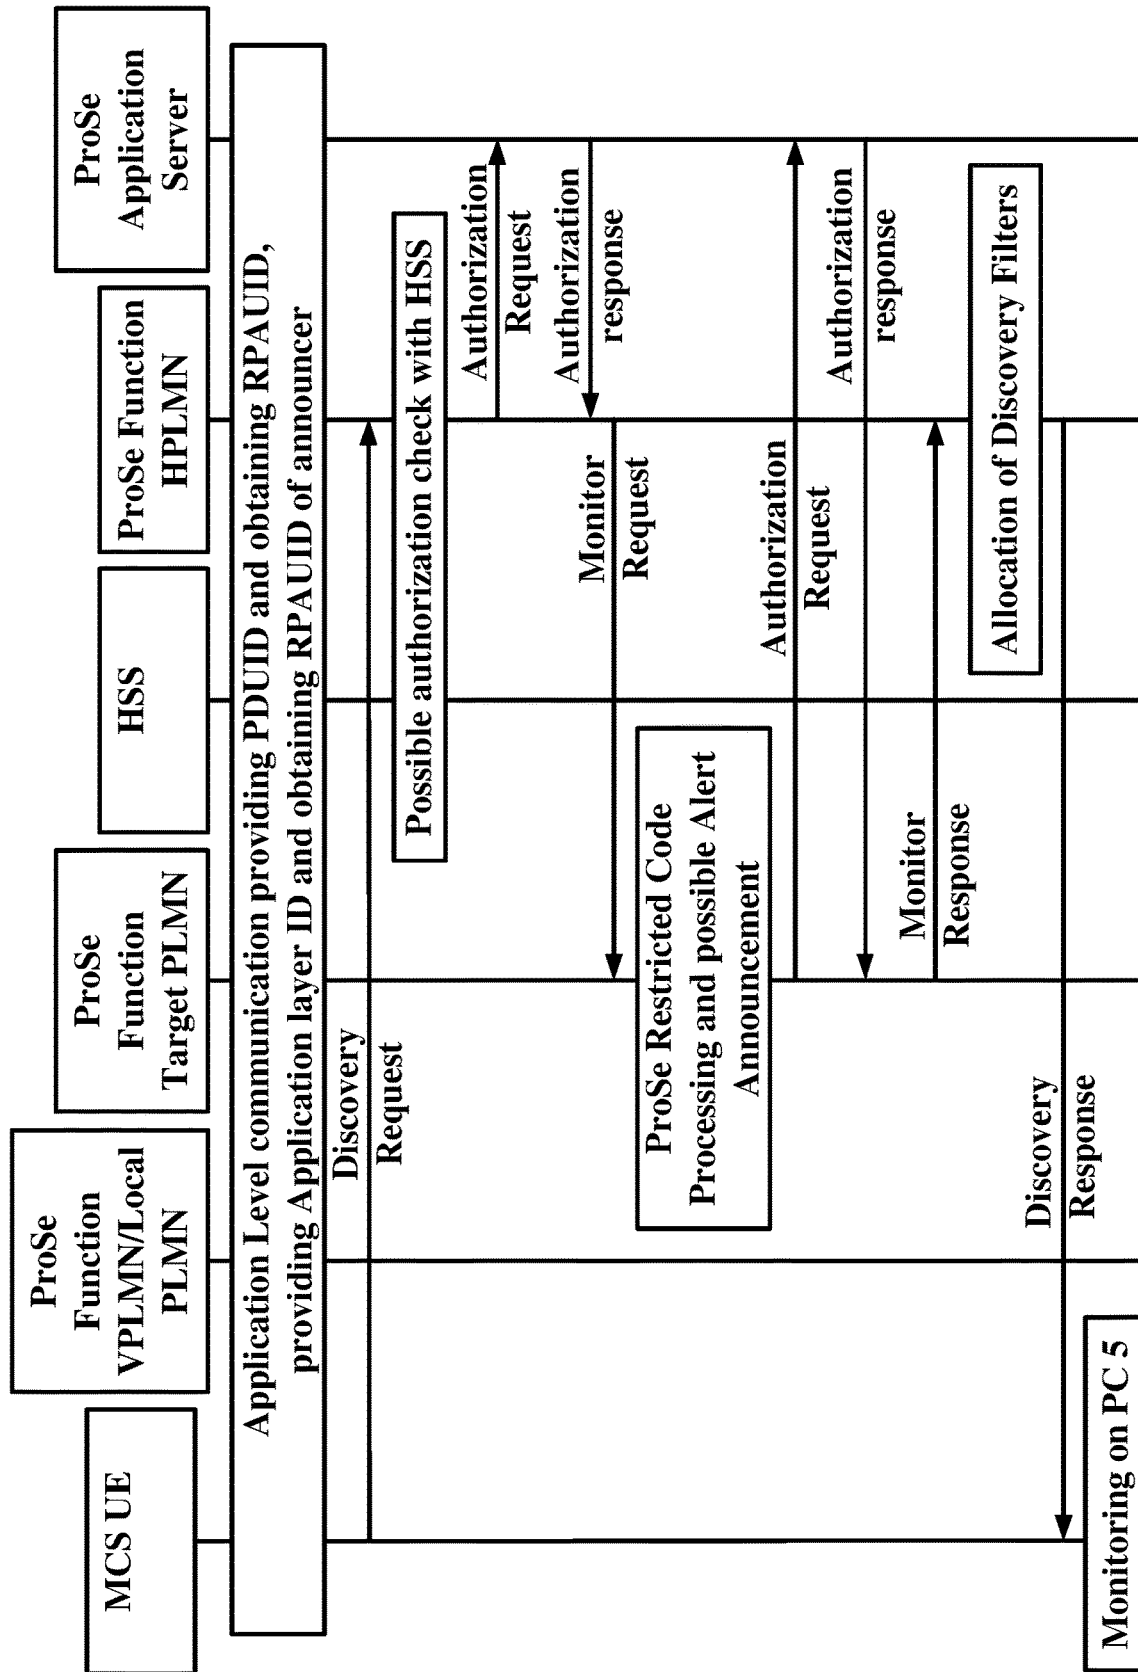 MCS UE
ProSe
Function
VPLMN/Local
PLMN
ProSe
Function
Target PLMN
HSS
ProSe Function
HPLMN
ProSe
Application
Server
Application Level communication providing PDUID and obtaining RPAUID,
providing Application layer ID and obtaining RPAUID of announcer
Discovery
Request
Possible authorization check with HSS
Authorization
Request
Authorization
response
Monitor
Request
ProSe Restricted Code
Processing and possible Alert
Announcement
Authorization
Request
Authorization
response
Monitor
Response
Allocation of Discovery Filters
Discovery
Response
Monitoring on PC 5